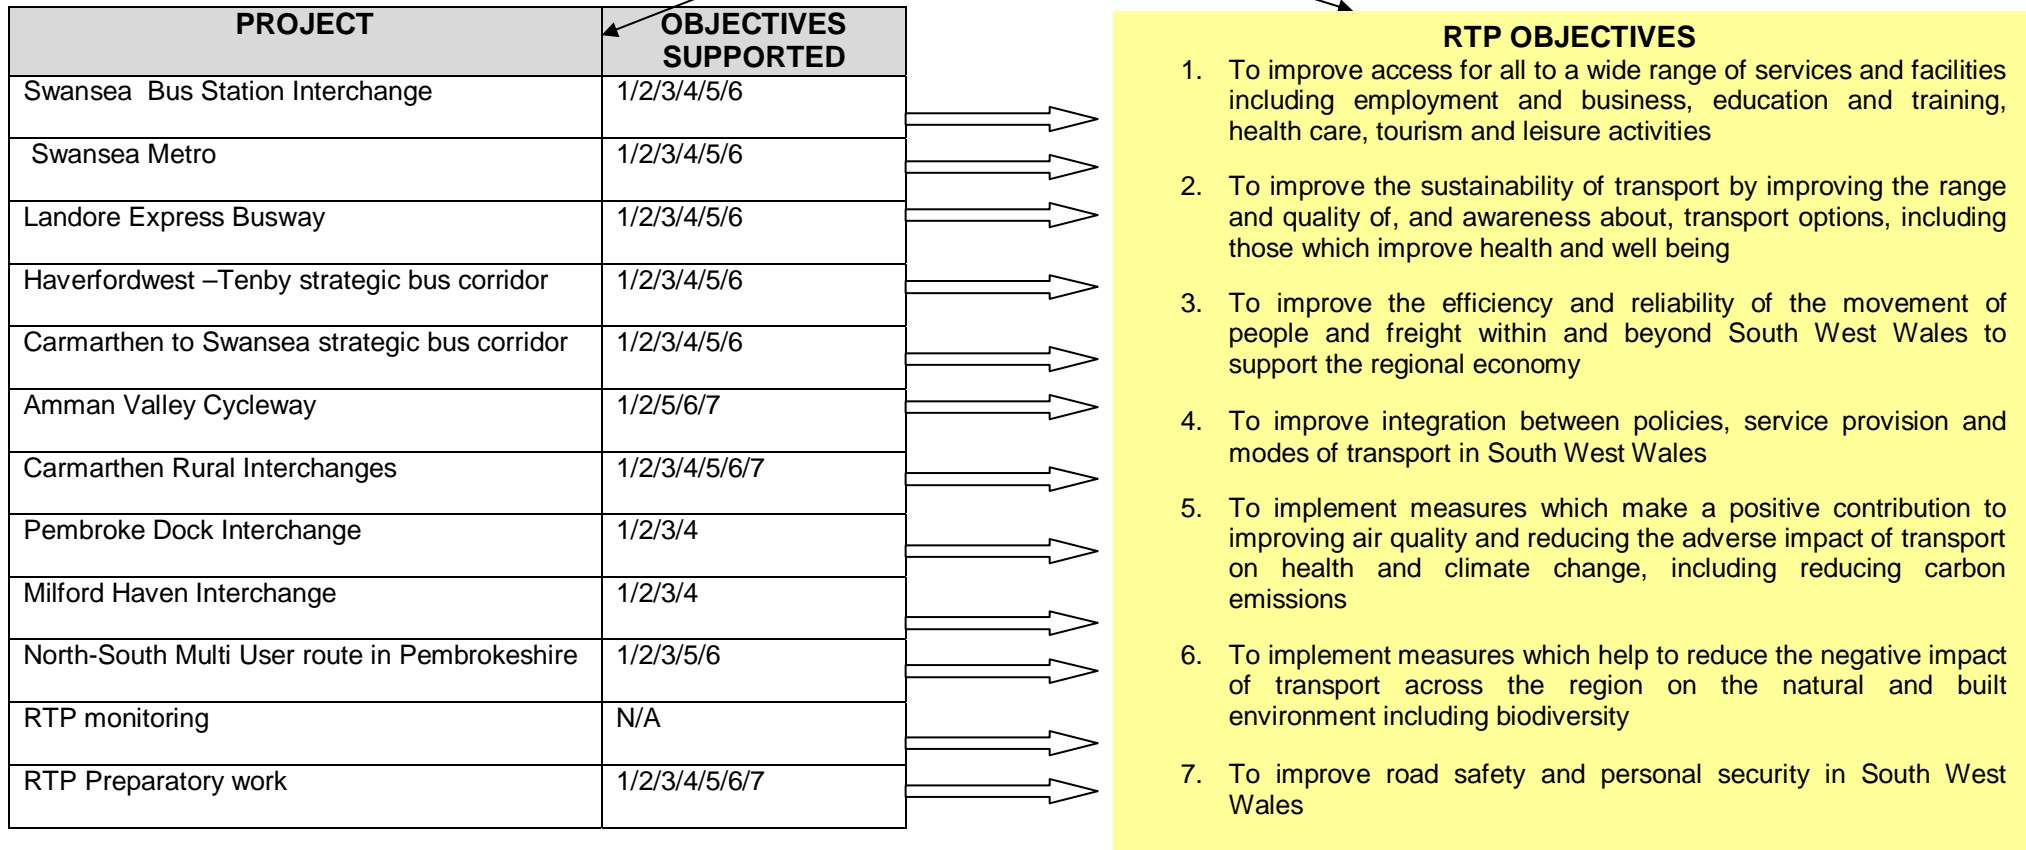 PROJECT OBJECTIVES
SUPPORTED
Swansea Bus Station Interchange 1/2/3/4/5/6
Swansea Metro 1/2/3/4/5/6
Landore Express Busway 1/2/3/4/5/6
Haverfordwest –Tenby strategic bus corridor 1/2/3/4/5/6
Carmarthen to Swansea strategic bus corridor 1/2/3/4/5/6
Amman Valley Cycleway 1/2/5/6/7
Carmarthen Rural Interchanges 1/2/3/4/5/6/7
Pembroke Dock Interchange 1/2/3/4
Milford Haven Interchange 1/2/3/4
North-South Multi User route in Pembrokeshire 1/2/3/5/6
RTP monitoring N/A
RTP Preparatory work 1/2/3/4/5/6/7
RTP OBJECTIVES
1. To improve access for all to a wide range of services and facilities
including employment and business, education and training,
health care, tourism and leisure activities
2. To improve the sustainability of transport by improving the range
and quality of, and awareness about, transport options, including
those which improve health and well being
3. To improve the efficiency and reliability of the movement of
people and freight within and beyond South West Wales to
support the regional economy
4. To improve integration between policies, service provision and
modes of transport in South West Wales
5. To implement measures which make a positive contribution to
improving air quality and reducing the adverse impact of transport
on health and climate change, including reducing carbon
emissions
6. To implement measures which help to reduce the negative impact
of transport across the region on the natural and built
environment including biodiversity
7. To improve road safety and personal security in South West
Wales